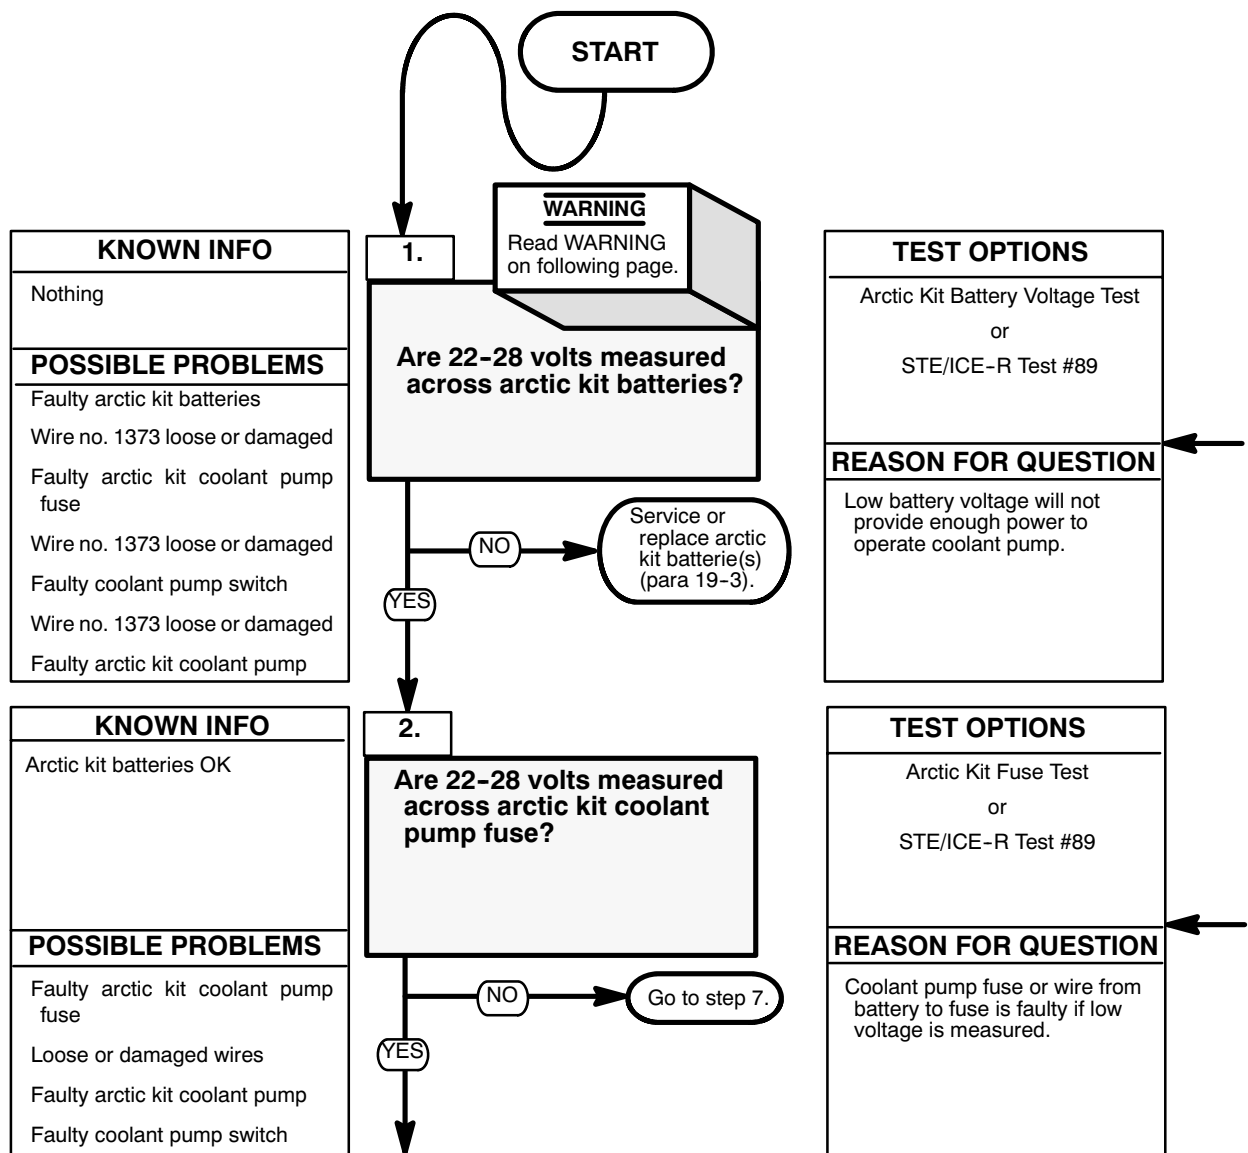 START
WARNING
Read WARNING
on following page.
KNOWN INFO
Nothing
POSSIBLE PROBLEMS
Faulty arctic kit batteries
Wire no. 1373 loose or damaged
Faulty arctic kit coolant pump
fuse
Wire no. 1373 loose or damaged
Faulty coolant pump switch
Wire no. 1373 loose or damaged
Faulty arctic kit coolant pump
1.
Are 22-28 volts measured
across arctic kit batteries?
NO
Service or
replace arctic
kit batterie(s)
(para 19-3).
YES
TEST OPTIONS
Arctic Kit Battery Voltage Test
or
STE/ICE-R Test #89
REASON FOR QUESTION
Low battery voltage will not
provide enough power to
operate coolant pump.
KNOWN INFO
Arctic kit batteries OK
POSSIBLE PROBLEMS
Faulty arctic kit coolant pump
fuse
Loose or damaged wires
Faulty arctic kit coolant pump
Faulty coolant pump switch
2.
Are 22-28 volts measured
across arctic kit coolant
pump fuse?
NO
Go to step 7.
YES
TEST OPTIONS
Arctic Kit Fuse Test
or
STE/ICE-R Test #89
REASON FOR QUESTION
Coolant pump fuse or wire from
battery to fuse is faulty if low
voltage is measured.